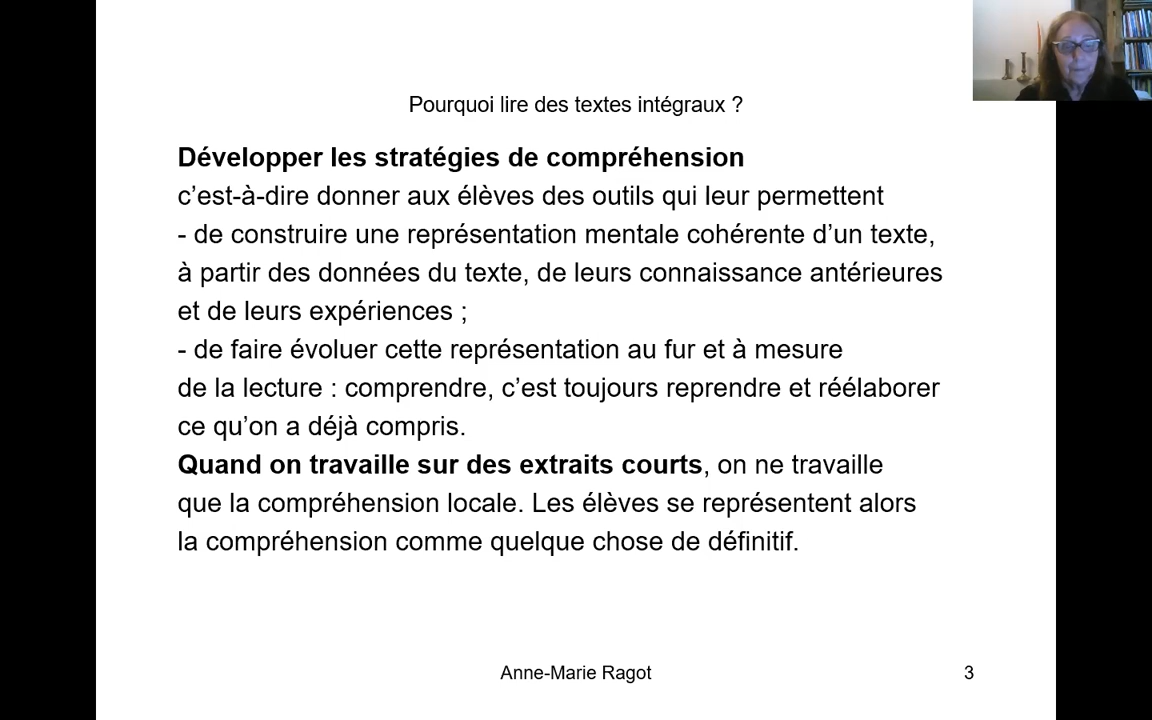 Pourquoi lire des textes intégraux ?
Développer les stratégies de compréhension
c’est-à-dire donner aux élèves des outils qui leur permettent
- de construire une représentation mentale cohérente d’un texte,
à partir des données du texte, de leurs connaissance antérieures
et de leurs expériences ;
- de faire évoluer cette représentation au fur et à mesure
de la lecture : comprendre, c’est toujours reprendre et réélaborer
ce qu’on a déjà compris.
Quand on travaille sur des extraits courts, on ne travaille
que la compréhension locale. Les élèves se représentent alors
la compréhension comme quelque chose de définitif.
Anne-Marie Ragot
3